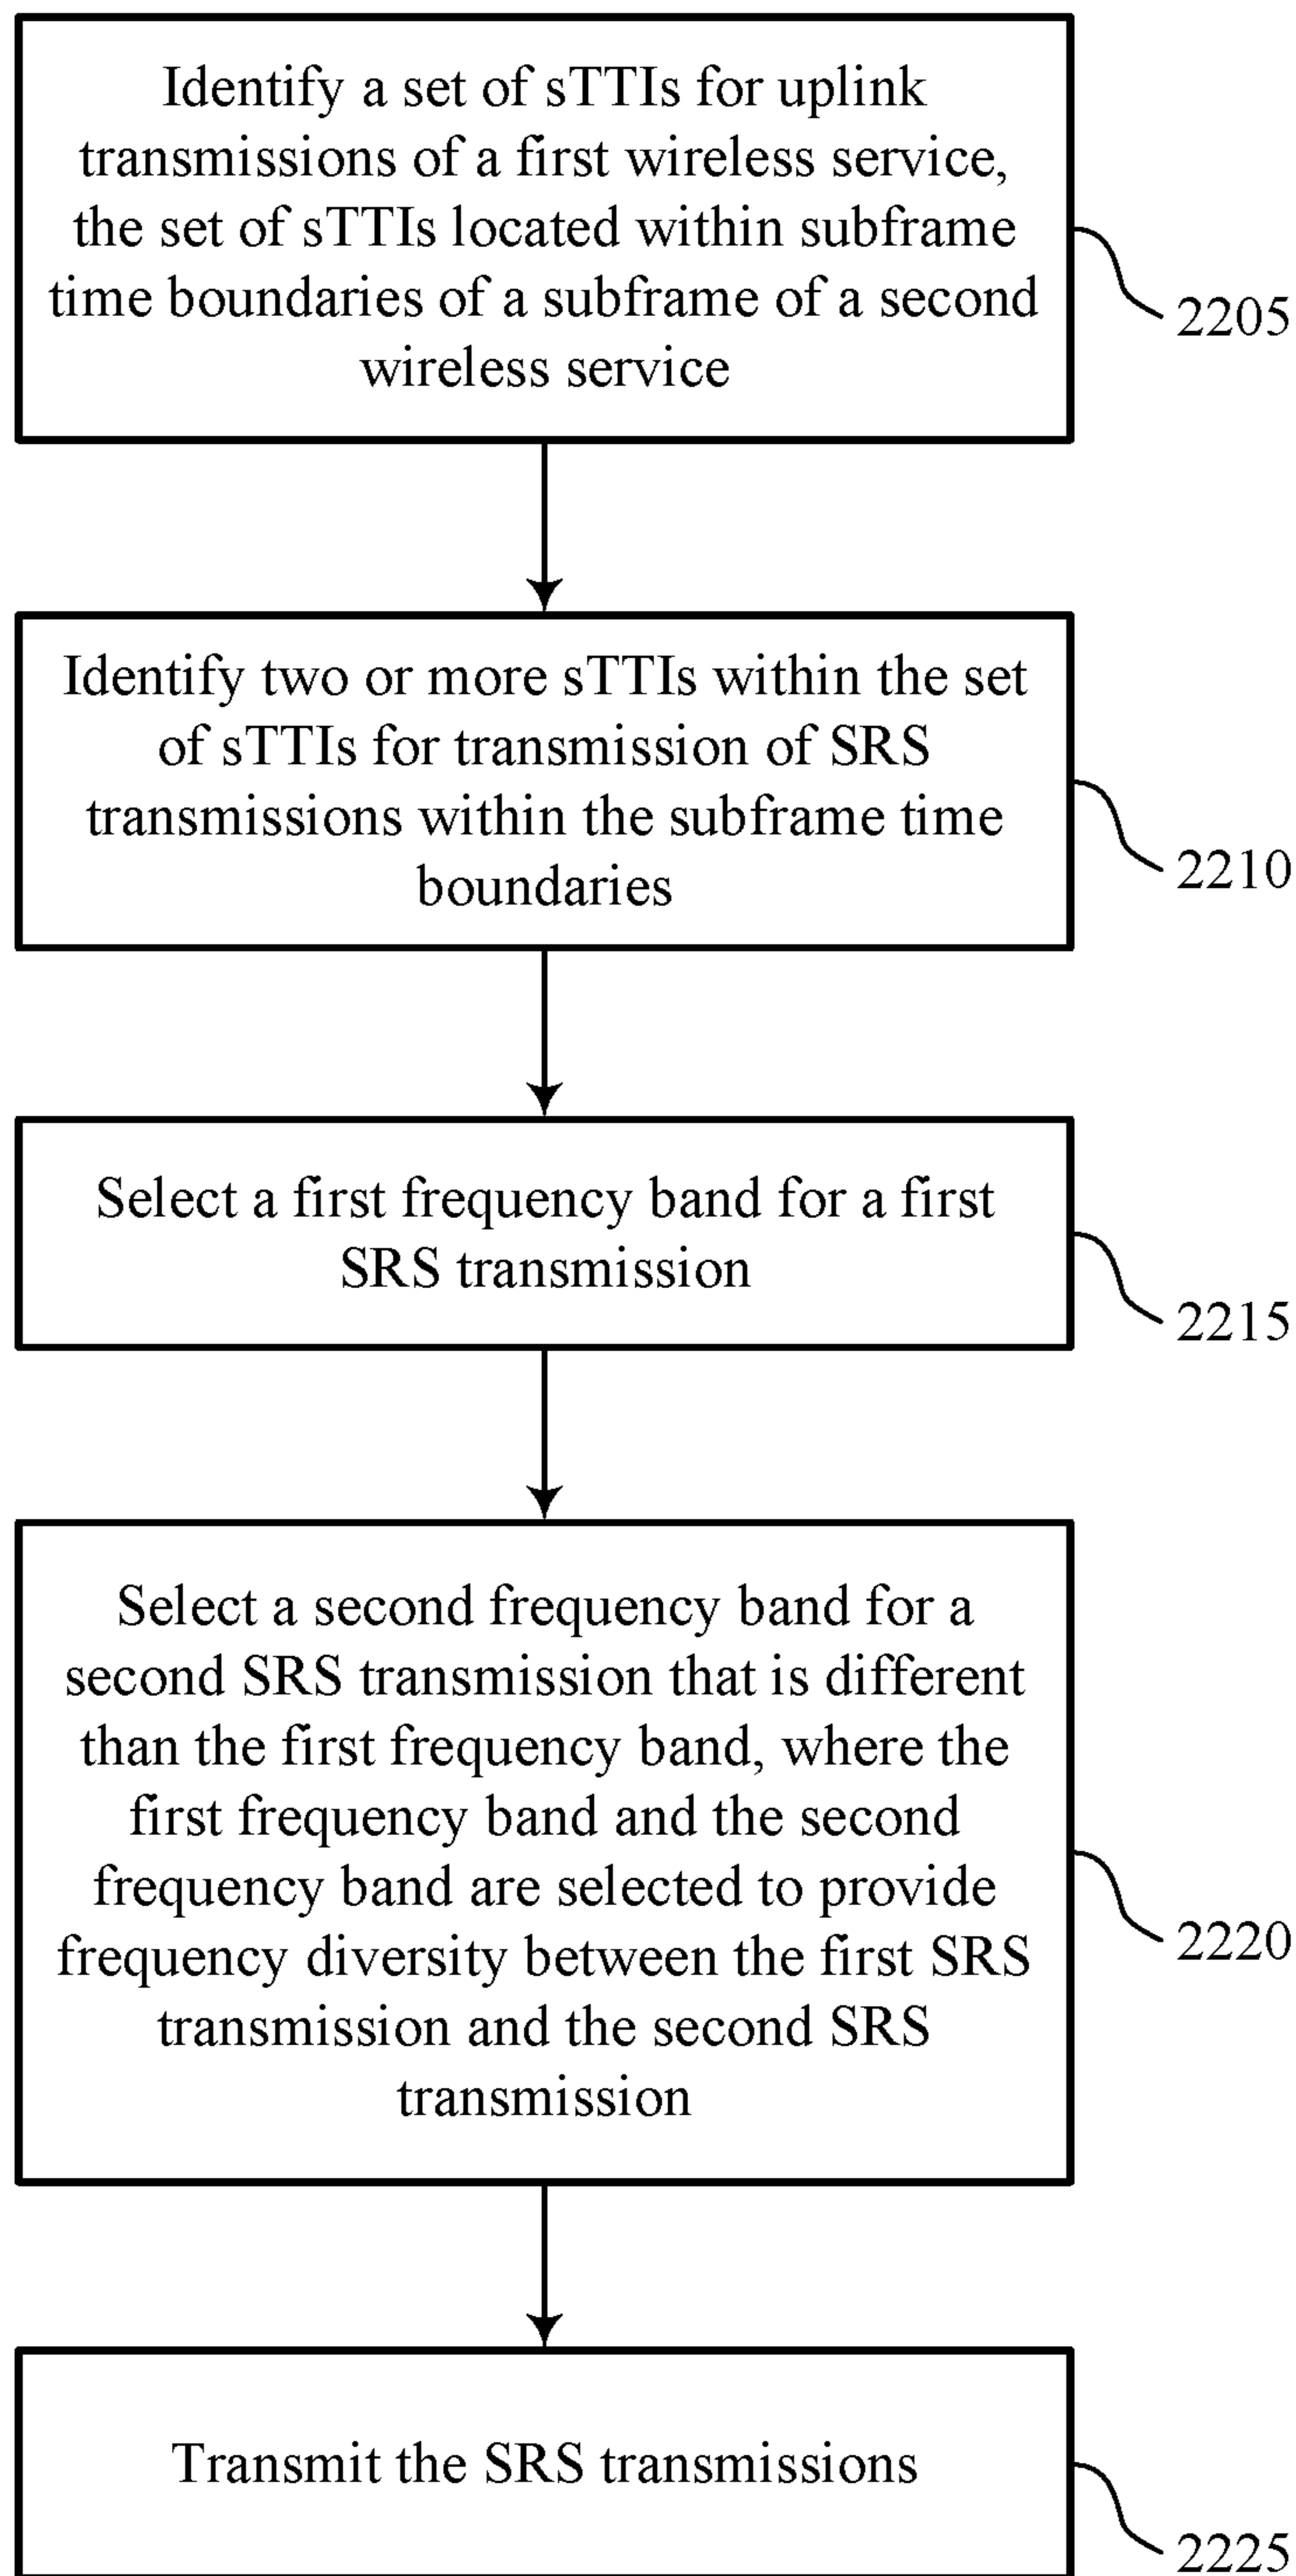 Identify a set of sTTIs for uplink
transmissions of a first wireless service,
the set of sTTIs located within subframe
time boundaries of a subframe of a second
wireless service
2205
Identify two or more sTTIs within the set
of sTTIs for transmission of SRS
transmissions within the subframe time
boundaries
2210
Select a first frequency band for a first
SRS transmission
2215
Select a second frequency band for a
second SRS transmission that is different
than the first frequency band, where the
first frequency band and the second
frequency band are selected to provide
frequency diversity between the first SRS
transmission and the second SRS
transmission
2220
Transmit the SRS transmissions
2225